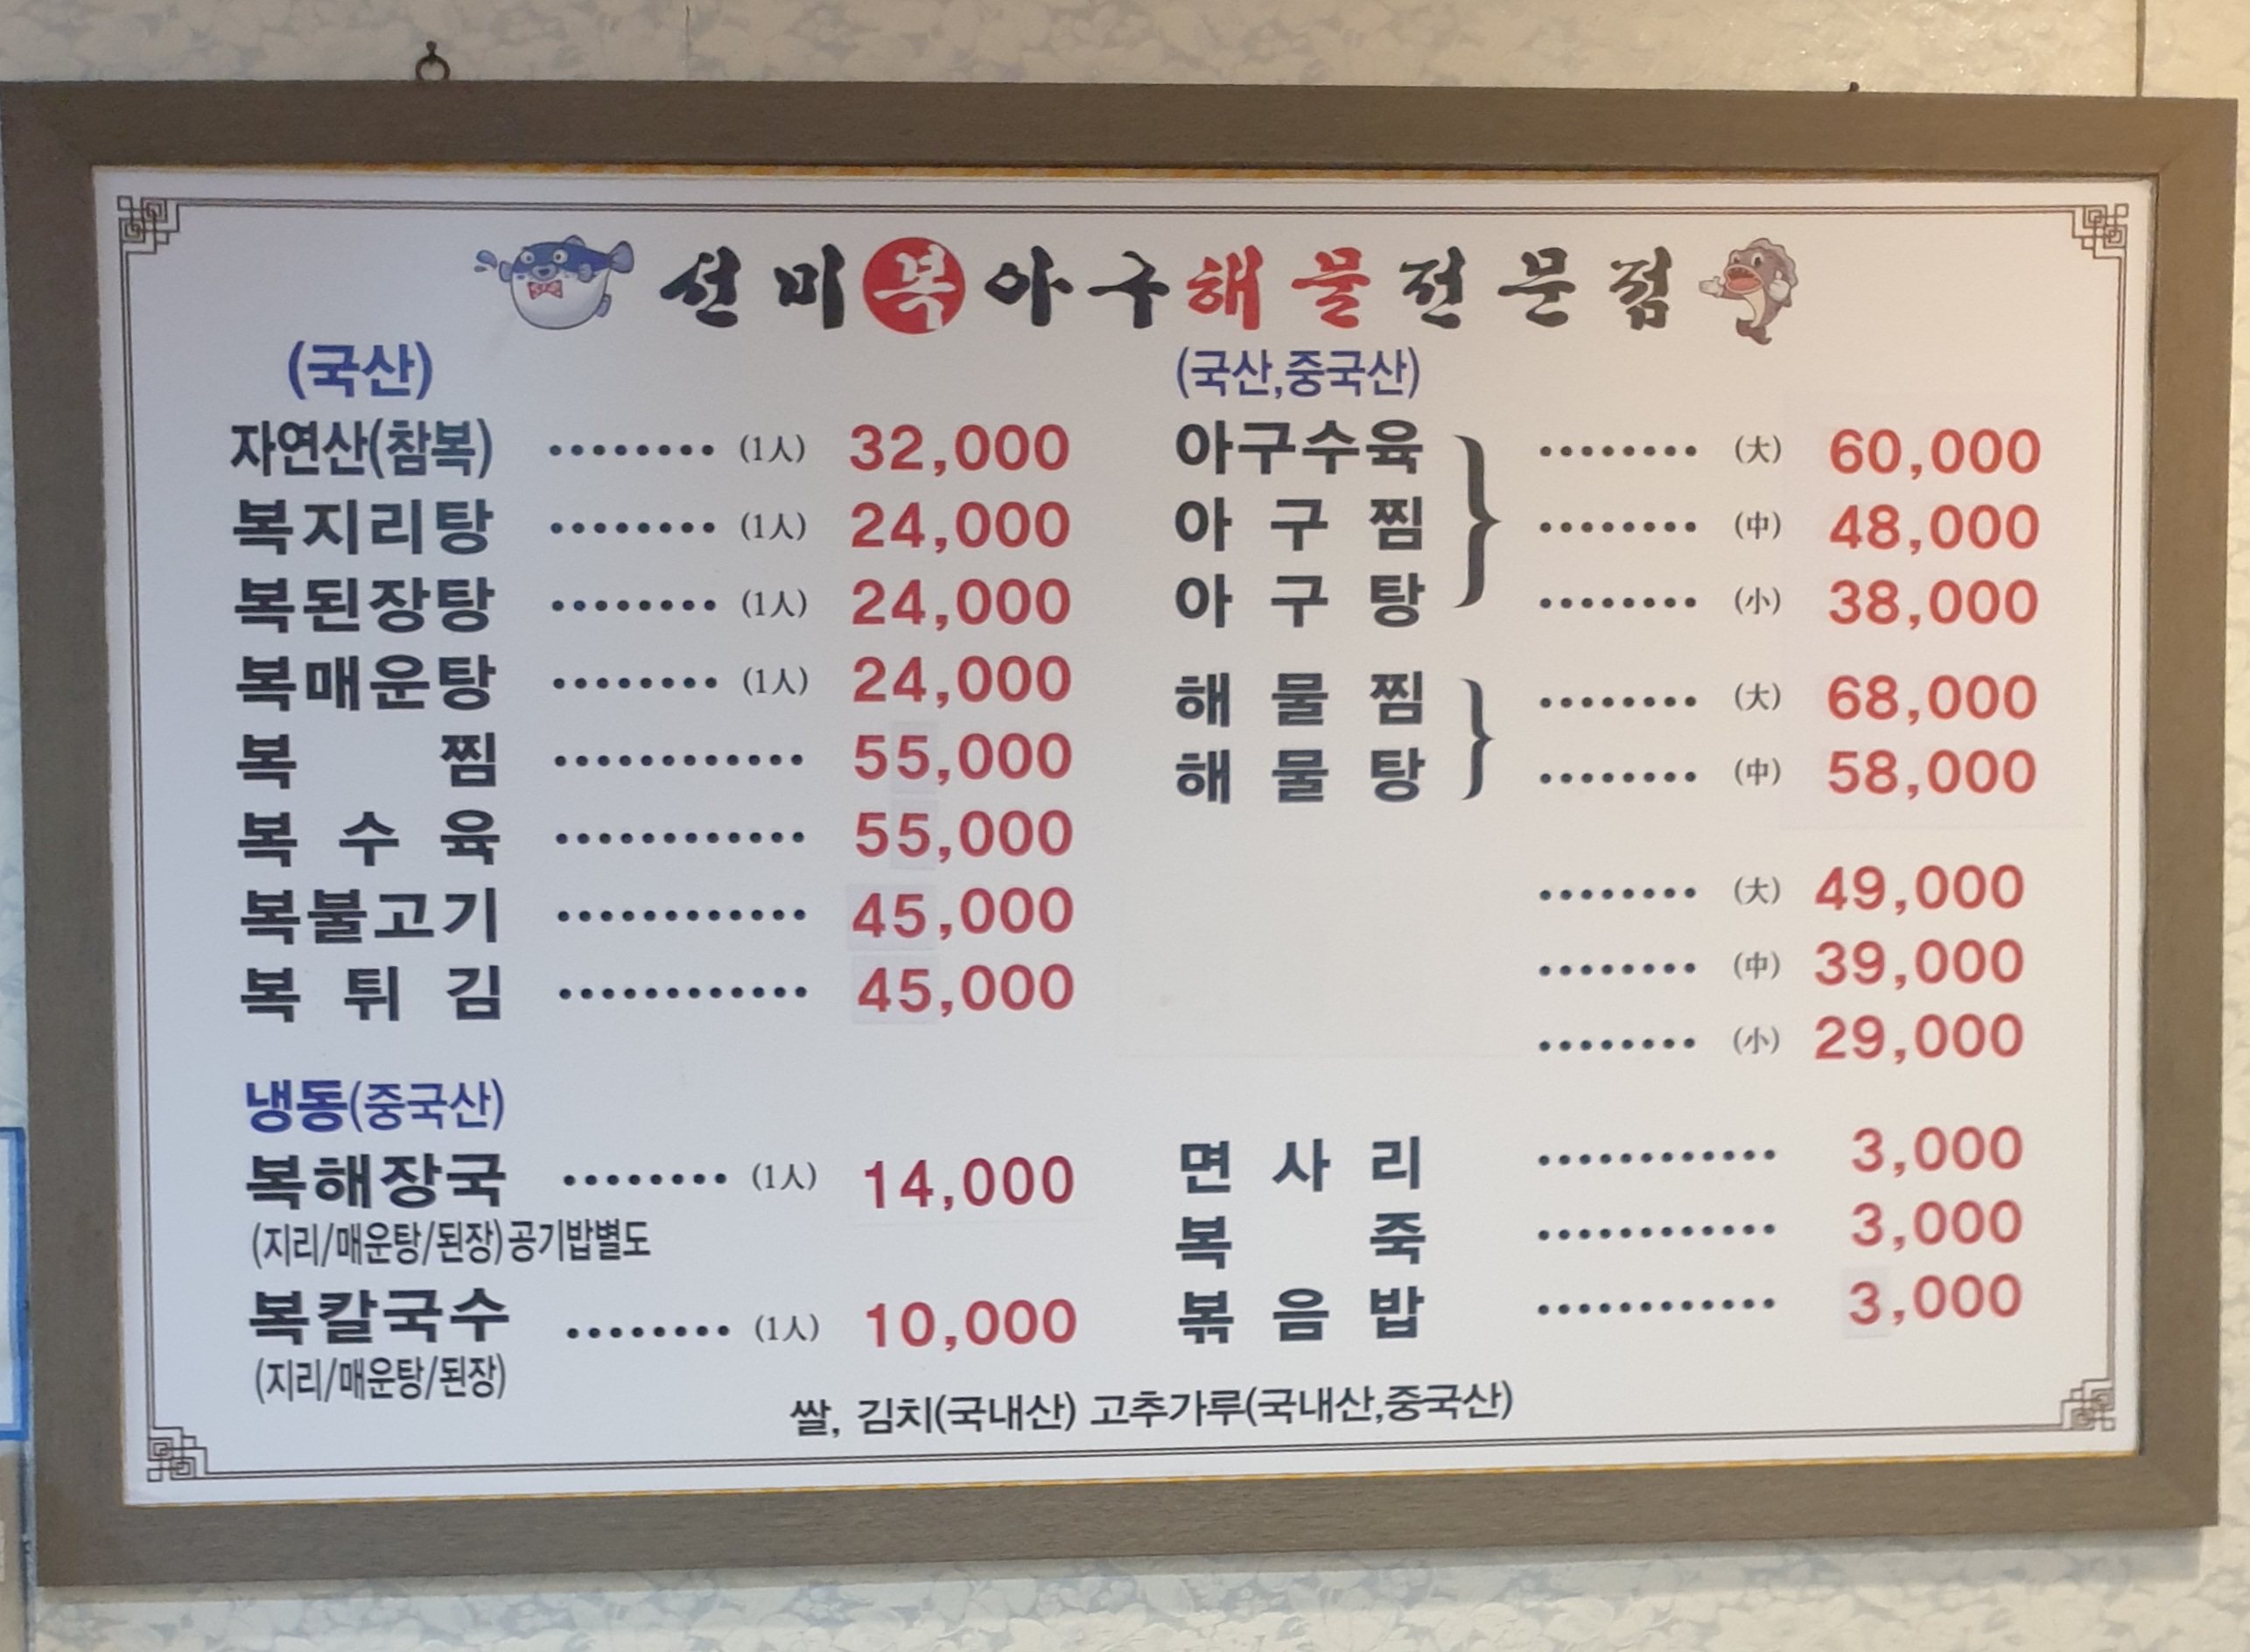 선미복아구해물전문점
(국산)
자연산(참복) ········ (1人) 32,000
복지리탕 ········ (1人) 24,000
복된장탕 ········ (1人) 24,000
복매운탕 ········ (1人) 24,000
복찜 ············ 55,000
복수육 ············ 55,000
복불고기 ············ 45,000
복튀김 ············ 45,000
냉동(중국산)
복해장국 ········ (1人) 14,000
(지리/매운탕/된장) 공기밥별도
복칼국수 ········ (1人) 10,000
(지리/매운탕/된장)
(국산,중국산)
아구수육 ········ (大) 60,000
아구찜 ········ (中) 48,000
아구탕 ········ (小) 38,000
해물찜 ········ (大) 68,000
해물탕 ········ (中) 58,000
········ (大) 49,000
········ (中) 39,000
········ (小) 29,000
면사리 ············ 3,000
복죽 ············ 3,000
볶음밥 ············ 3,000
쌀, 김치(국내산) 고추가루(국내산,중국산)